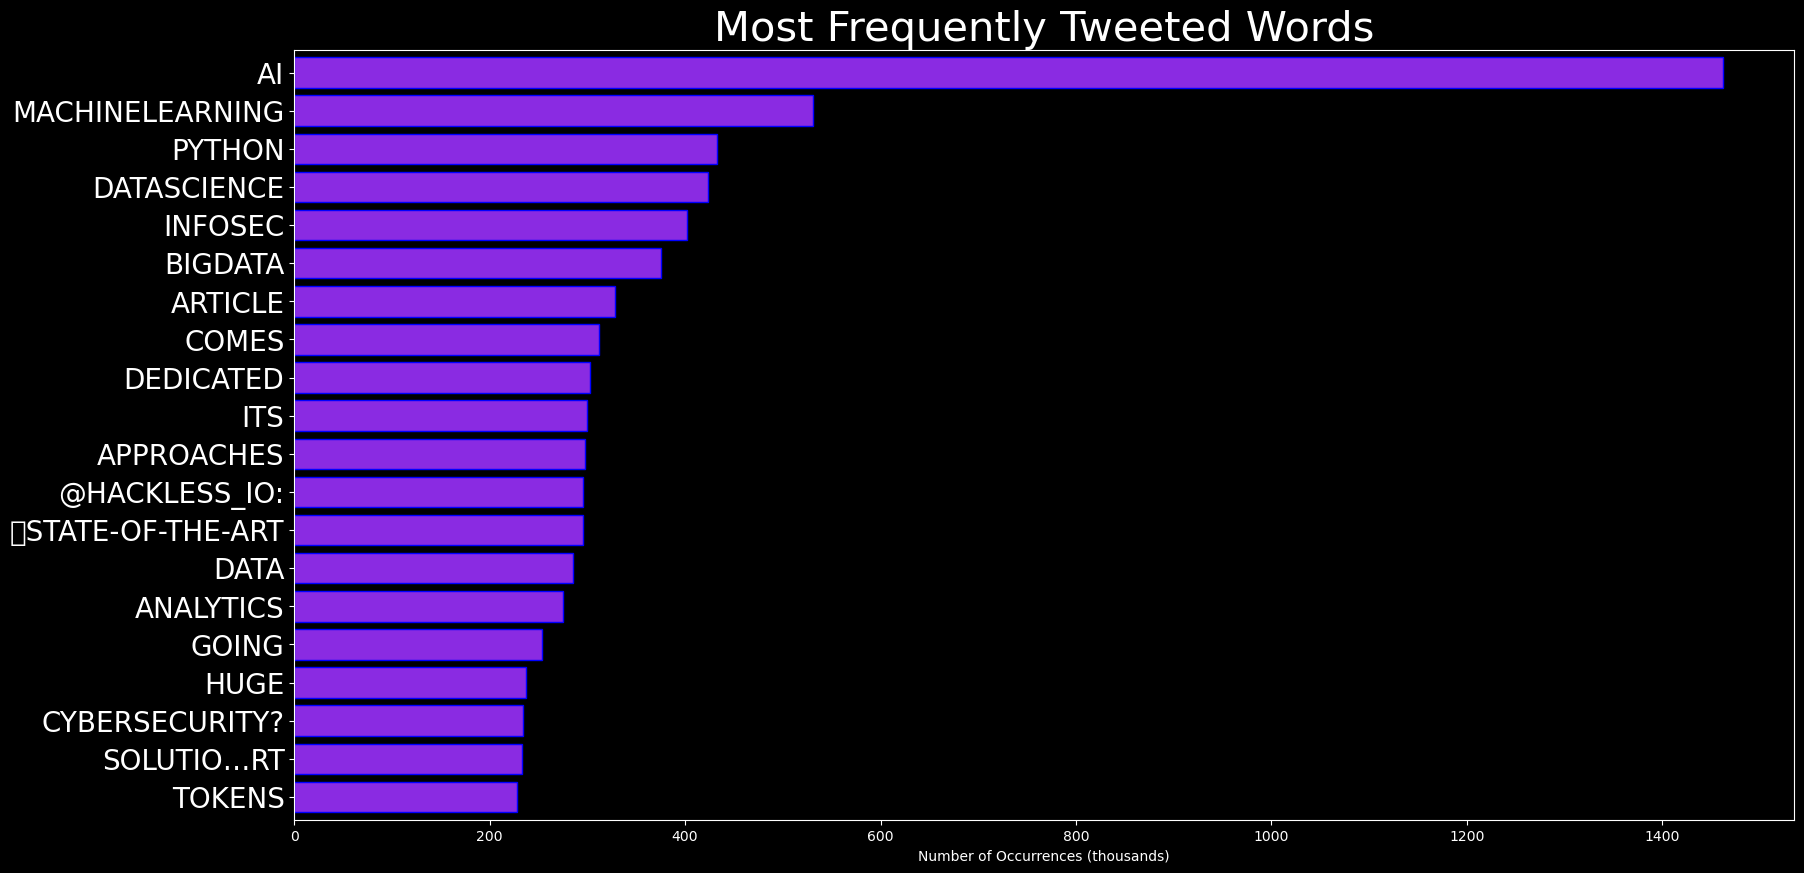 Most Frequently Tweeted Words
AI
MACHINELEARNING
PYTHON
DATASCIENCE
INFOSEC
BIGDATA
ARTICLE
COMES
DEDICATED
ITS
APPROACHES
@HACKLESS_IO:
▯STATE-OF-THE-ART
DATA
ANALYTICS
GOING
HUGE
CYBERSECURITY?
SOLUTIO…RT
TOKENS
0 200 400 600 800 1000 1200 1400
Number of Occurrences (thousands)